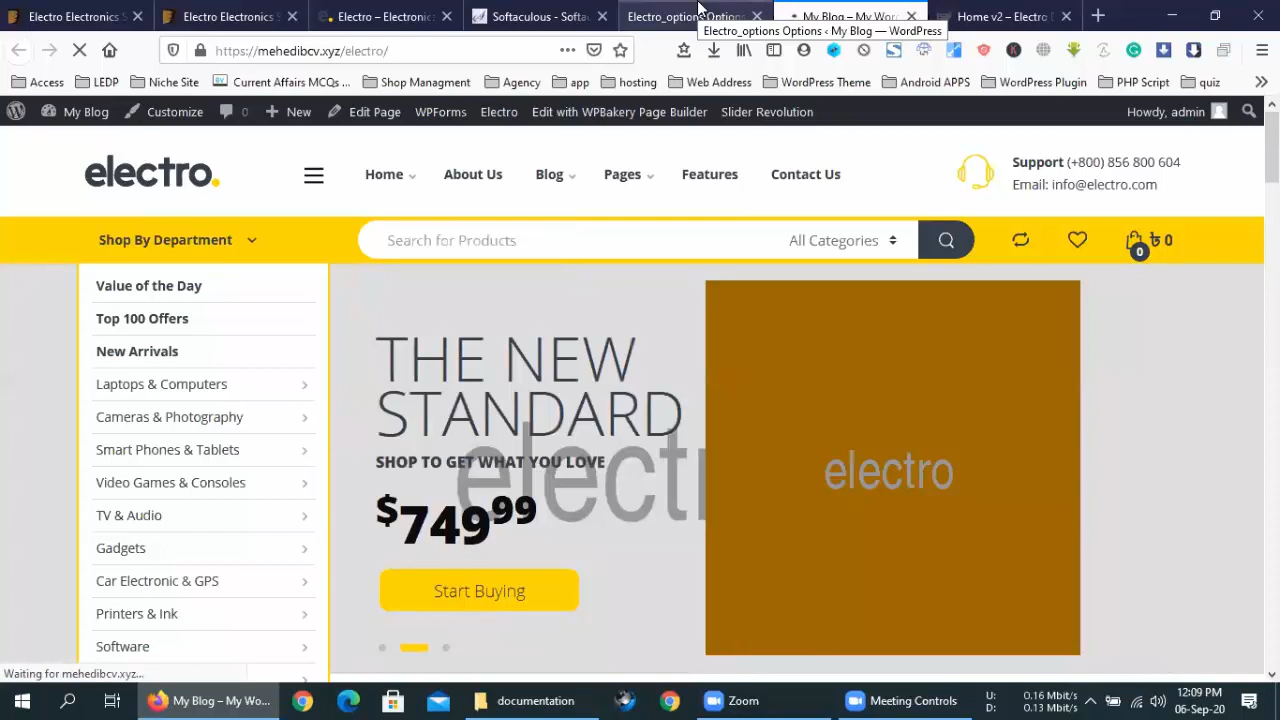 Electro Electronics
Electro Electronics S
Electro – Electronic
Softaculous - Softa
Electro_options Options
My Blog – My Wor
Home v2 – Electro D
Electro_options Options ‹ My Blog — WordPress
https://mehedibcv.xyz/electro/
Access
LEDP
Niche Site
Current Affairs MCQs ...
Shop Managment
Agency
app
hosting
WordPress Theme
Android APPS
WordPress Plugin
PHP Script
quiz
My Blog
Customize
0
New
Edit Page
WPForms
Electro
Edit with WPBakery Page Builder
Slider Revolution
Howdy, admin
electro.
Home
About Us
Blog
Pages
Features
Contact Us
Support (+800) 856 800 604
Email: info@electro.com
Shop By Department
Search for Products
All Categories
0
৳ 0
Value of the Day
Top 100 Offers
New Arrivals
Laptops & Computers
Cameras & Photography
Smart Phones & Tablets
Video Games & Consoles
TV & Audio
Gadgets
Car Electronic & GPS
Printers & Ink
Software
THE NEW
STANDARD
SHOP TO GET WHAT YOU LOVE
$749 99
Start Buying
electr
electro
Waiting for mehedibcv.xyz...
My Blog – My Wo...
documentation
Zoom
Meeting Controls
U: 0.16 Mbit/s
D: 0.13 Mbit/s
12:09 PM
06-Sep-20